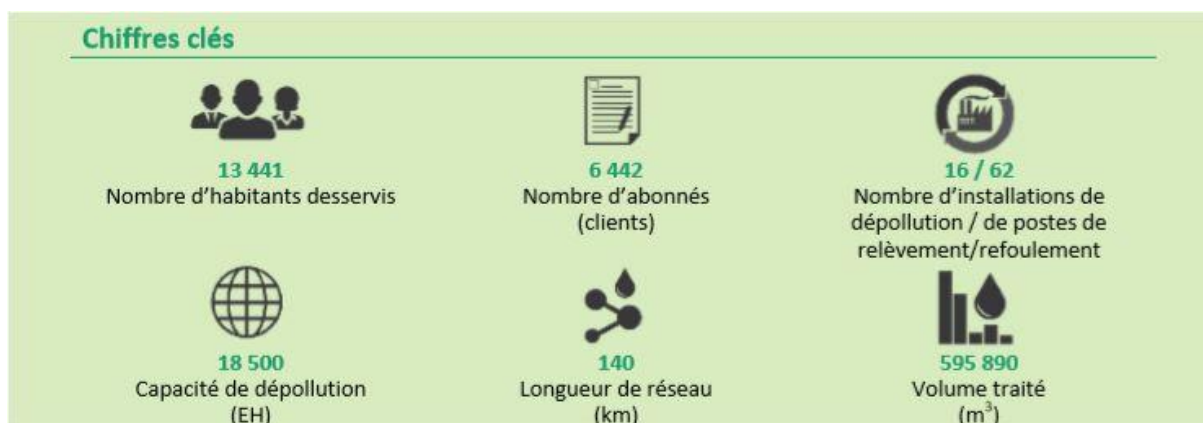 Chiffres clés
13 441
Nombre d’habitants desservis
6 442
Nombre d’abonnés
(clients)
16 / 62
Nombre d’installations de
dépollution / de postes de
relèvement/refoulement
18 500
Capacité de dépollution
(EH)
140
Longueur de réseau
(km)
595 890
Volume traité
(m³)